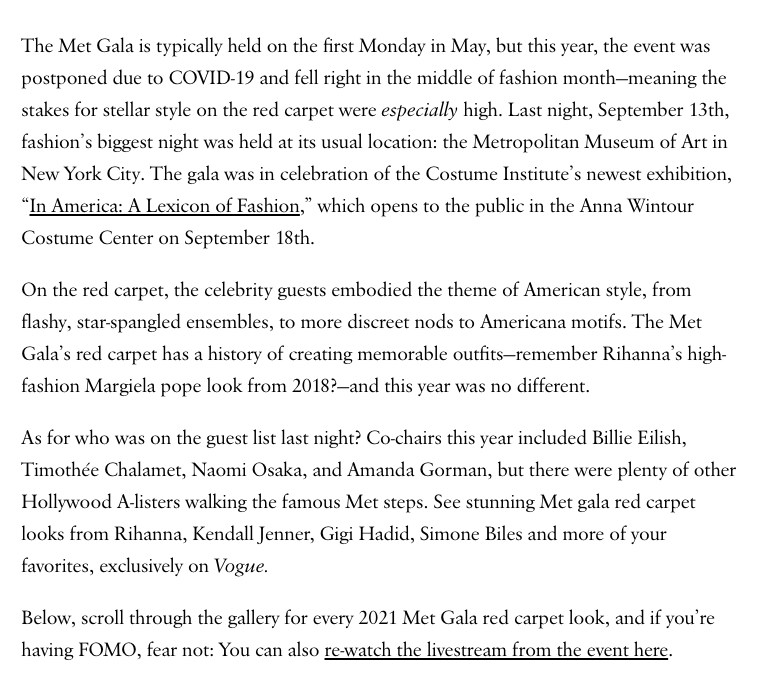 The Met Gala is typically held on the first Monday in May, but this year, the event was
postponed due to COVID-19 and fell right in the middle of fashion month—meaning the
stakes for stellar style on the red carpet were especially high. Last night, September 13th,
fashion’s biggest night was held at its usual location: the Metropolitan Museum of Art in
New York City. The gala was in celebration of the Costume Institute’s newest exhibition,
“In America: A Lexicon of Fashion,” which opens to the public in the Anna Wintour
Costume Center on September 18th.
On the red carpet, the celebrity guests embodied the theme of American style, from
flashy, star-spangled ensembles, to more discreet nods to Americana motifs. The Met
Gala’s red carpet has a history of creating memorable outfits—remember Rihanna’s high-
fashion Margiela pope look from 2018?—and this year was no different.
As for who was on the guest list last night? Co-chairs this year included Billie Eilish,
Timothée Chalamet, Naomi Osaka, and Amanda Gorman, but there were plenty of other
Hollywood A-listers walking the famous Met steps. See stunning Met gala red carpet
looks from Rihanna, Kendall Jenner, Gigi Hadid, Simone Biles and more of your
favorites, exclusively on Vogue.
Below, scroll through the gallery for every 2021 Met Gala red carpet look, and if you’re
having FOMO, fear not: You can also re-watch the livestream from the event here.